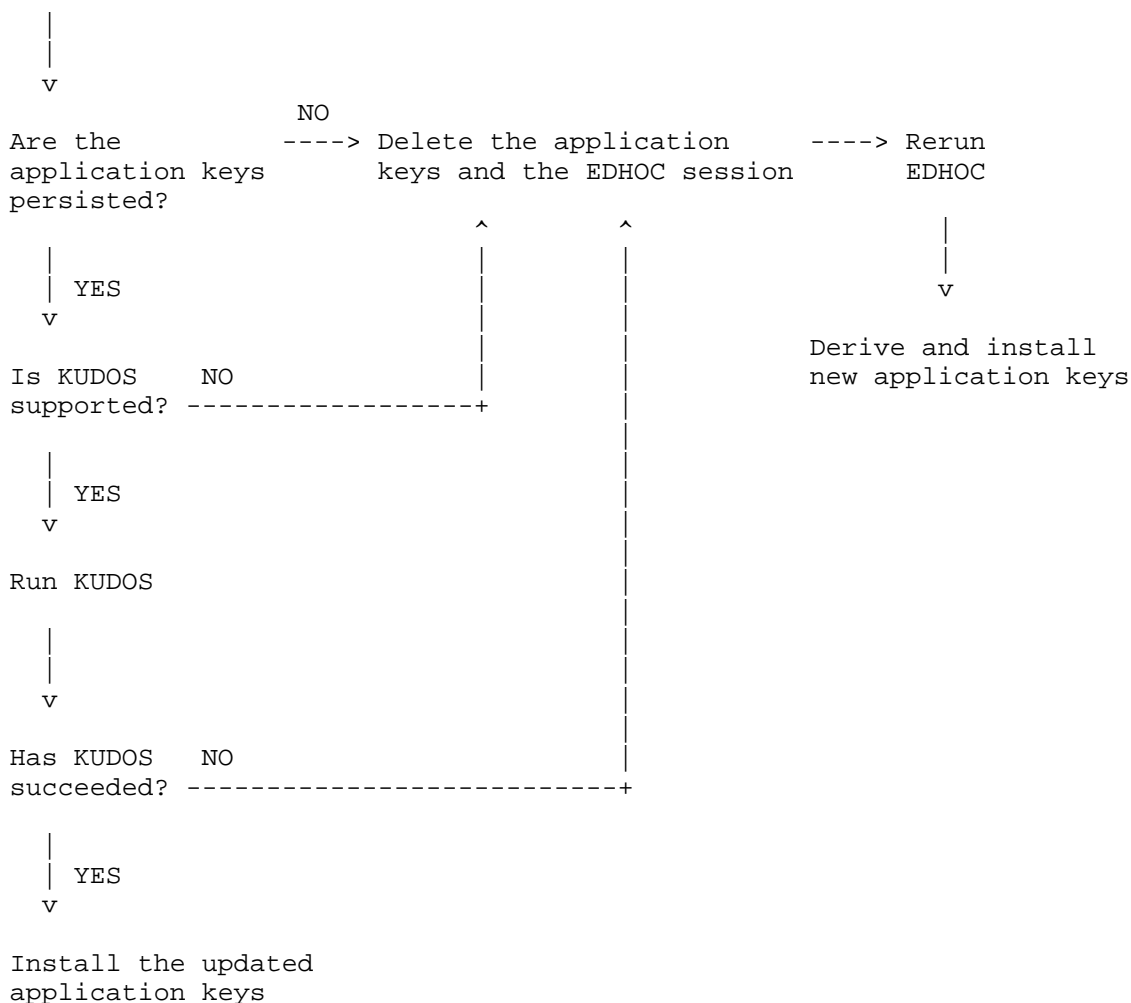 NO
Are the ----> Delete the application ----> Rerun
application keys keys and the EDHOC session EDHOC
persisted?
YES
Derive and install
Is KUDOS NO new application keys
supported? ------------------+
YES
Run KUDOS
Has KUDOS NO
succeeded? ---------------------------+
YES
Install the updated
application keys